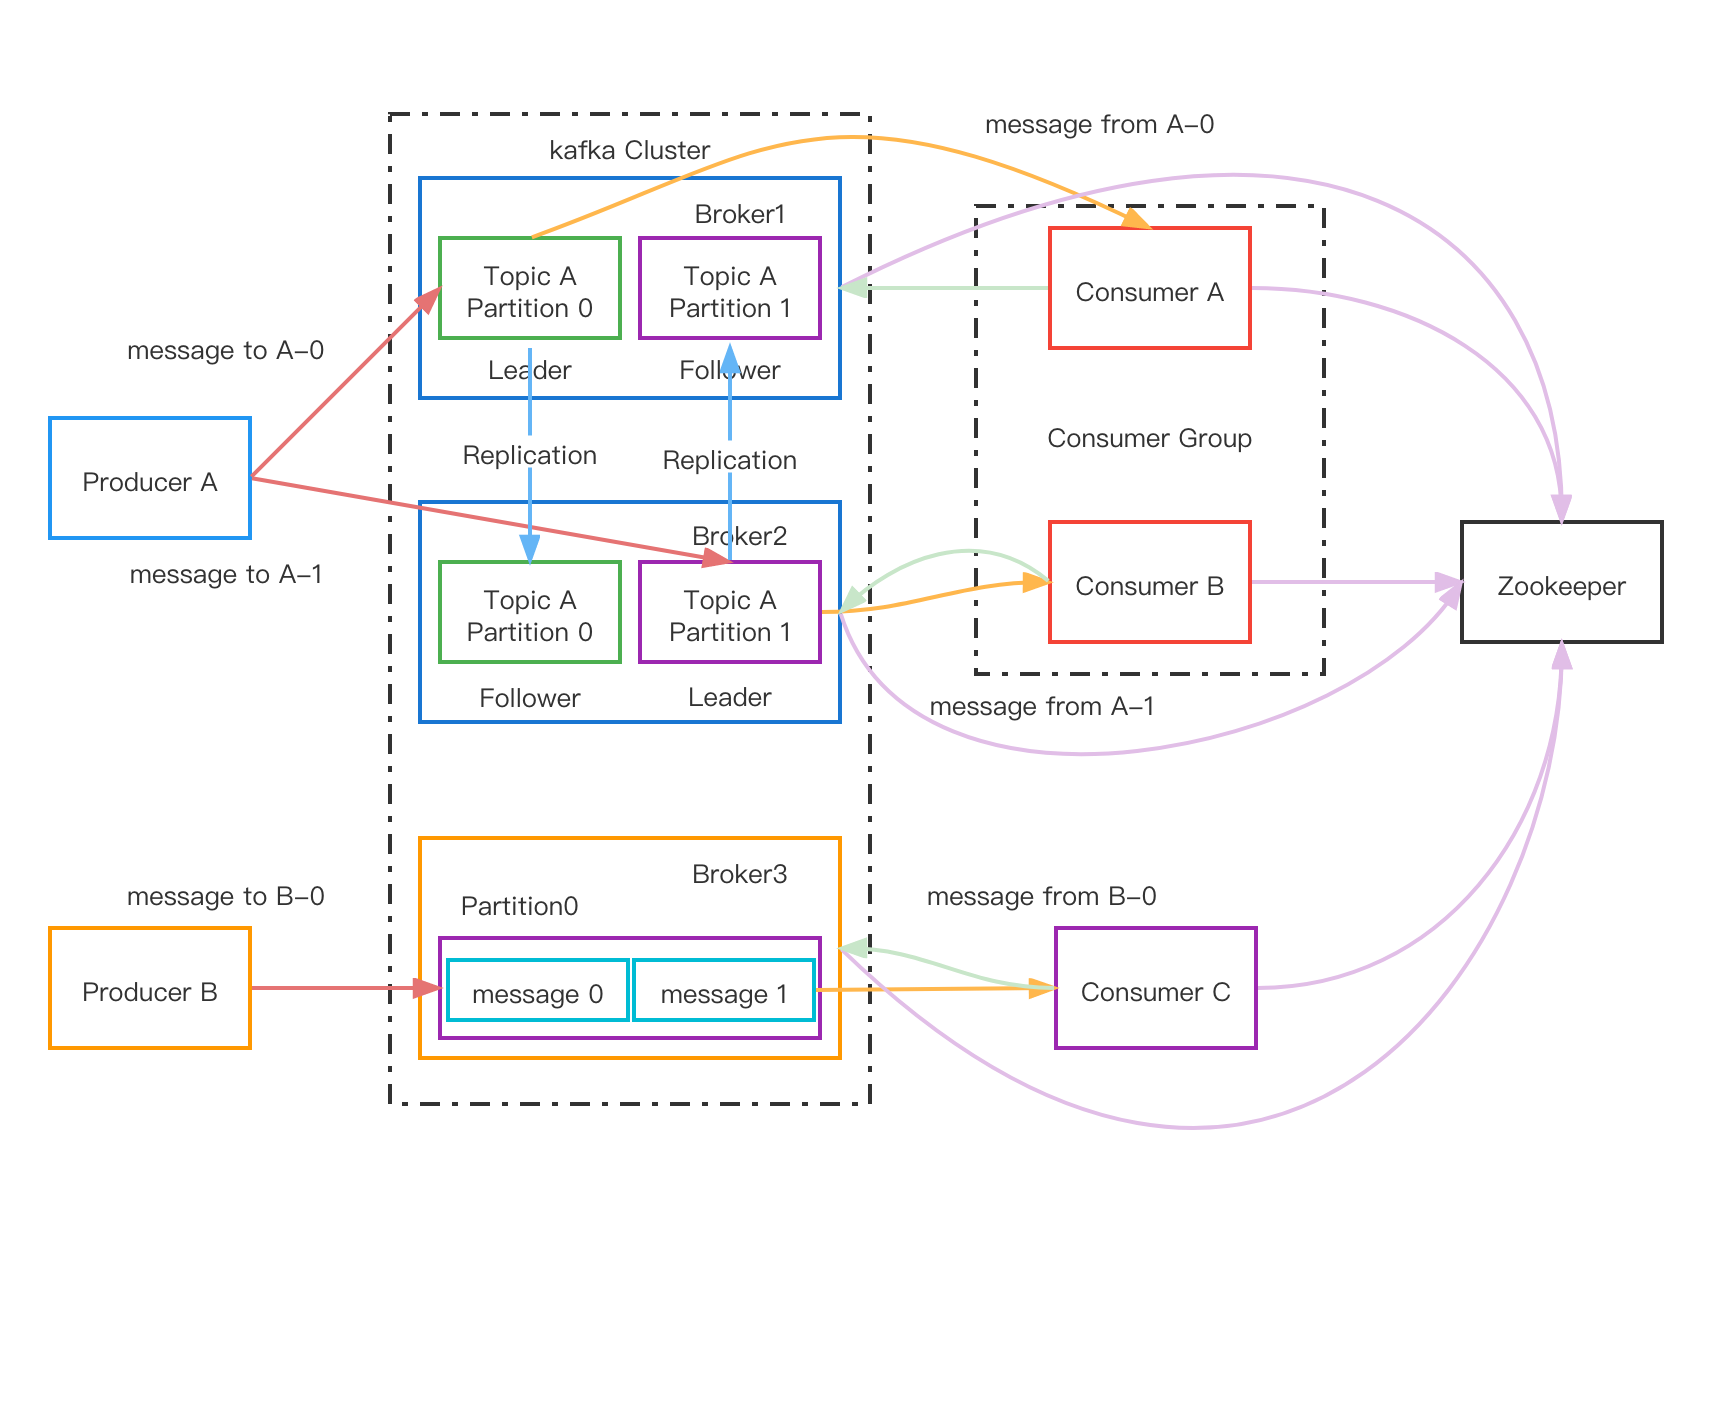 message from A-0
kafka Cluster
Broker1
Topic A
Partition 0
Topic A
Partition 1
Consumer A
message to A-0
Leader
Follower
Consumer Group
Replication
Replication
Producer A
Broker2
message to A-1
Topic A
Partition 0
Topic A
Partition 1
Consumer B
Zookeeper
Follower
Leader
message from A-1
Broker3
message to B-0
Partition0
message from B-0
Producer B
message 0
message 1
Consumer C